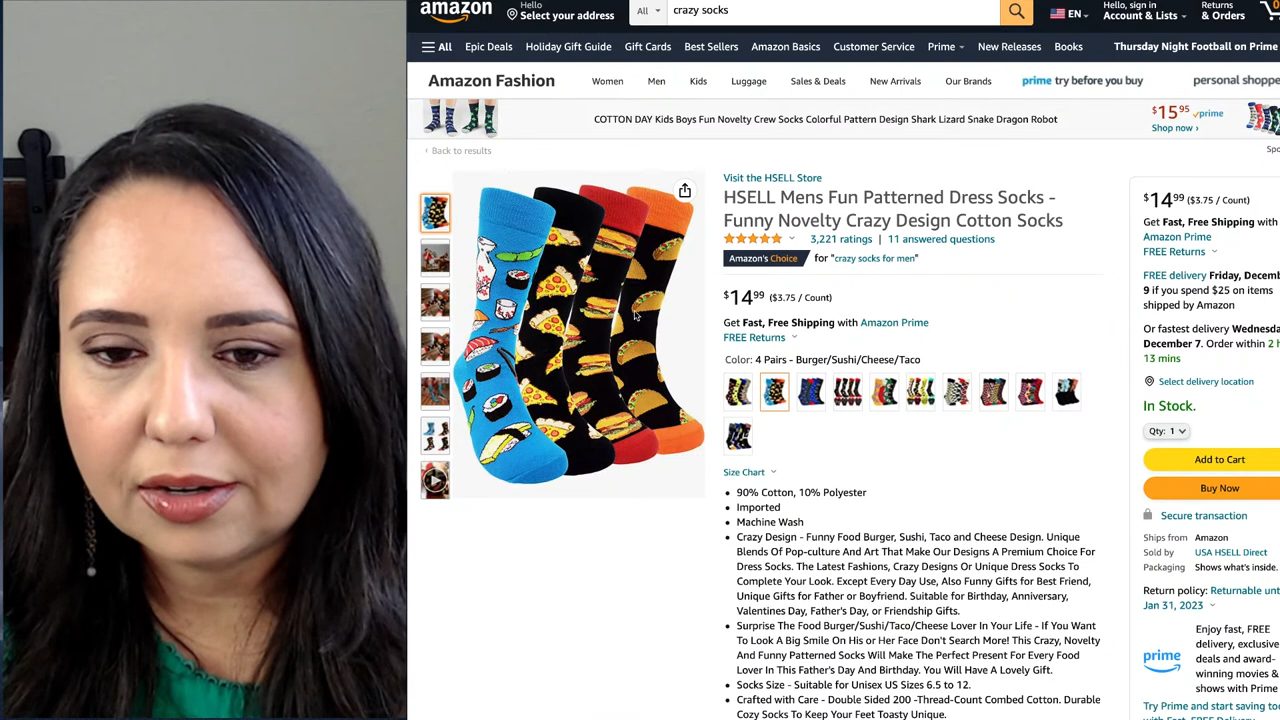 amazon
Hello
Select your address
All
crazy socks
EN
Hello, sign in
Account & Lists
Returns
& Orders
0
All
Epic Deals
Holiday Gift Guide
Gift Cards
Best Sellers
Amazon Basics
Customer Service
Prime
New Releases
Books
Thursday Night Football on Prime
Amazon Fashion
Women
Men
Kids
Luggage
Sales & Deals
New Arrivals
Our Brands
prime try before you buy
personal shoppe
COTTON DAY Kids Boys Fun Novelty Crew Socks Colorful Pattern Design Shark Lizard Snake Dragon Robot
$15 95 prime
Shop now ›
‹ Back to results
Spo
Visit the HSELL Store
HSELL Mens Fun Patterned Dress Socks -
Funny Novelty Crazy Design Cotton Socks
3,221 ratings | 11 answered questions
Amazon's Choice for "crazy socks for men"
$14 99 ($3.75 / Count)
Get Fast, Free Shipping with Amazon Prime
FREE Returns
Color: 4 Pairs - Burger/Sushi/Cheese/Taco
Size Chart
• 90% Cotton, 10% Polyester
• Imported
• Machine Wash
• Crazy Design - Funny Food Burger, Sushi, Taco and Cheese Design. Unique
Blends Of Pop-culture And Art That Make Our Designs A Premium Choice For
Dress Socks. The Latest Fashions, Crazy Designs Or Unique Dress Socks To
Complete Your Look. Except Every Day Use, Also Funny Gifts for Best Friend,
Unique Gifts for Father or Boyfriend. Suitable for Birthday, Anniversary,
Valentines Day, Father's Day, or Friendship Gifts.
• Surprise The Food Burger/Sushi/Taco/Cheese Lover In Your Life - If You Want
To Look A Big Smile On His or Her Face Don't Search More! This Crazy, Novelty
And Funny Patterned Socks Will Make The Perfect Present For Every Food
Lover In This Father's Day And Birthday. You Will Have A Lovely Gift.
• Socks Size - Suitable for Unisex US Sizes 6.5 to 12.
• Crafted with Care - Double Sided 200 -Thread-Count Combed Cotton. Durable
Cozy Socks To Keep Your Feet Toasty Unique.
$14 99 ($3.75 / Count)
Get Fast, Free Shipping with
Amazon Prime
FREE Returns
FREE delivery Friday, Decemb
9 if you spend $25 on items
shipped by Amazon
Or fastest delivery Wednesda
December 7. Order within 2 h
13 mins
Select delivery location
In Stock.
Qty: 1
Add to Cart
Buy Now
Secure transaction
Ships from Amazon
Sold by USA HSELL Direct
Packaging Shows what's inside.
Return policy: Returnable unt
Jan 31, 2023
prime
Enjoy fast, FREE
delivery, exclusive
deals and award-
winning movies &
shows with Prime
Try Prime and start saving to